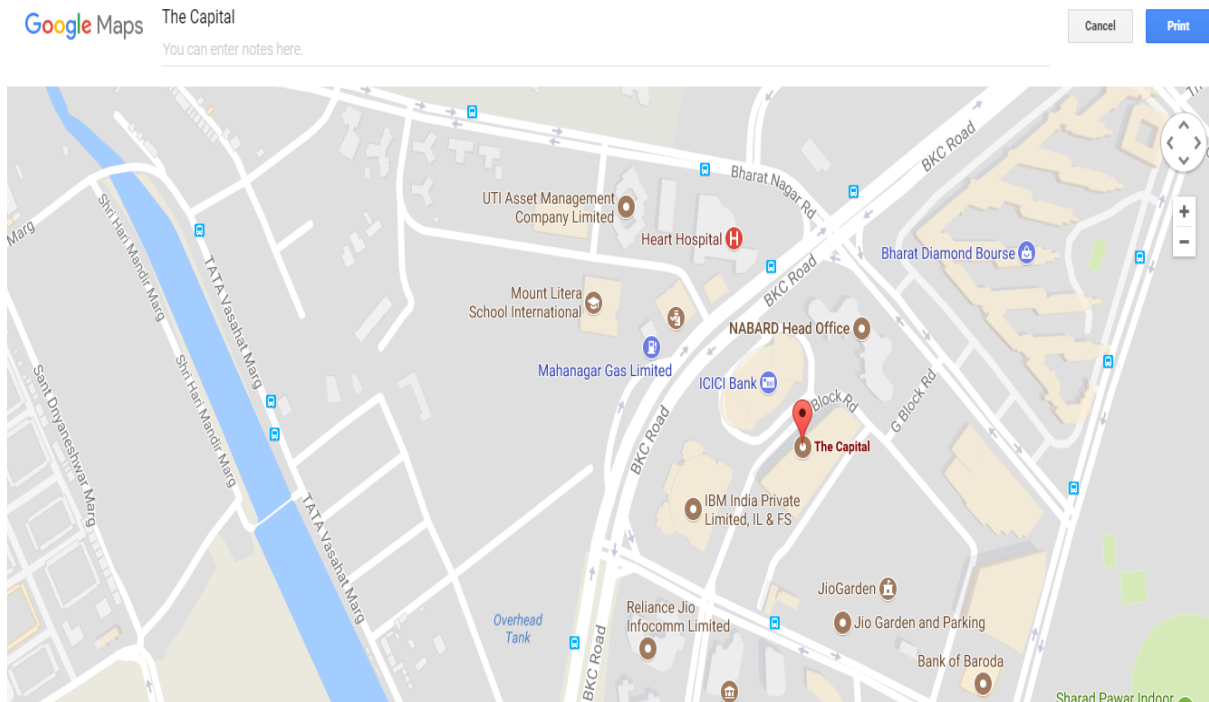 Google Maps
The Capital
You can enter notes here.
Cancel
Print
BKC Road
Bharat Nagar Rd
UTI Asset Management
Company Limited
Heart Hospital
H
Marg
Shri Hari Mandir Marg
TATA Vasahat Marg
Bharat Diamond Bourse
BKC Road
Mount Litera
School International
NABARD Head Office
Mahanagar Gas Limited
ICICI Bank
Block Rd
G Block Rd
Shri Hari Mandir Marg
Sant Dnyaneshwar Marg
BKC Road
The Capital
IBM India Private
Limited, IL & FS
TATA Vasahat Marg
JioGarden
Overhead
Tank
Reliance Jio
Infocomm Limited
Jio Garden and Parking
BKC Road
Bank of Baroda
Sharad Pawar Indoor